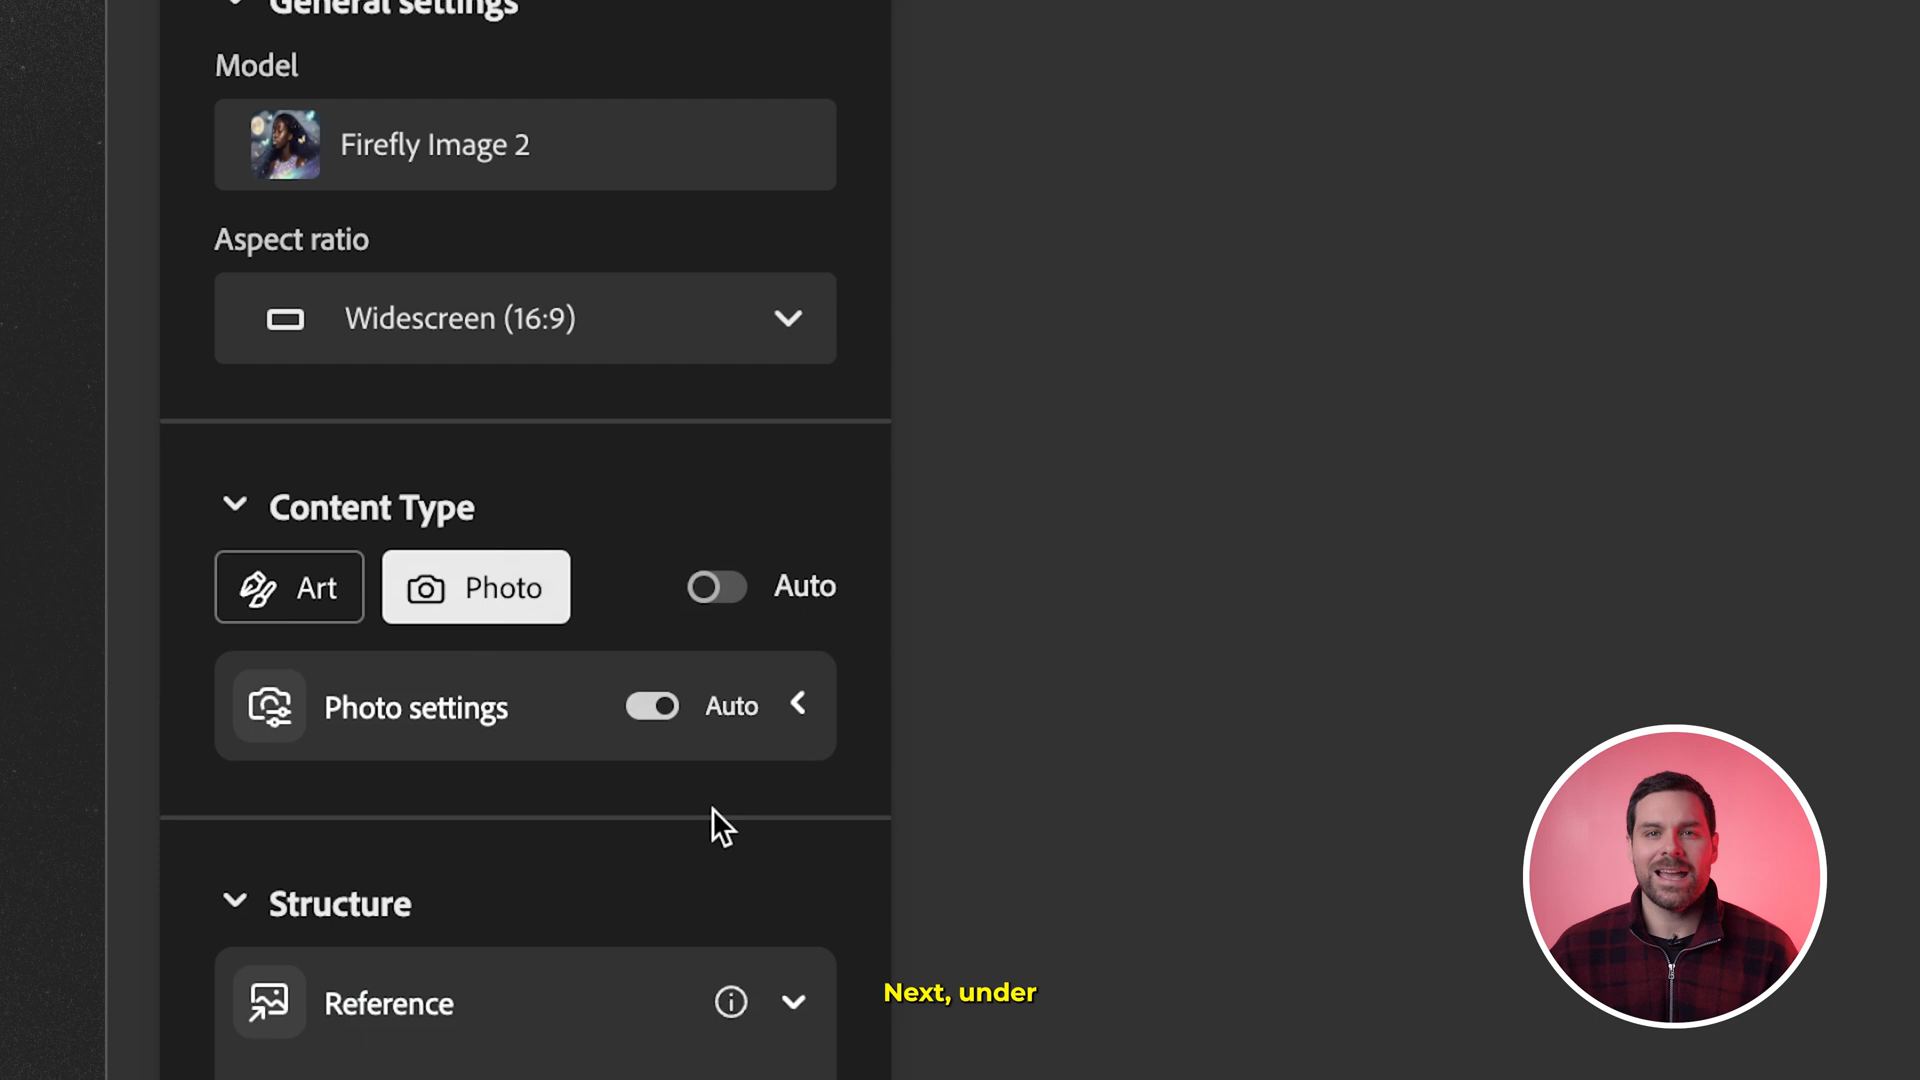 General settings
Model
Firefly Image 2
Aspect ratio
Widescreen (16:9)
Content Type
Art
Photo
Auto
Photo settings
Auto
Structure
Reference
Next, under